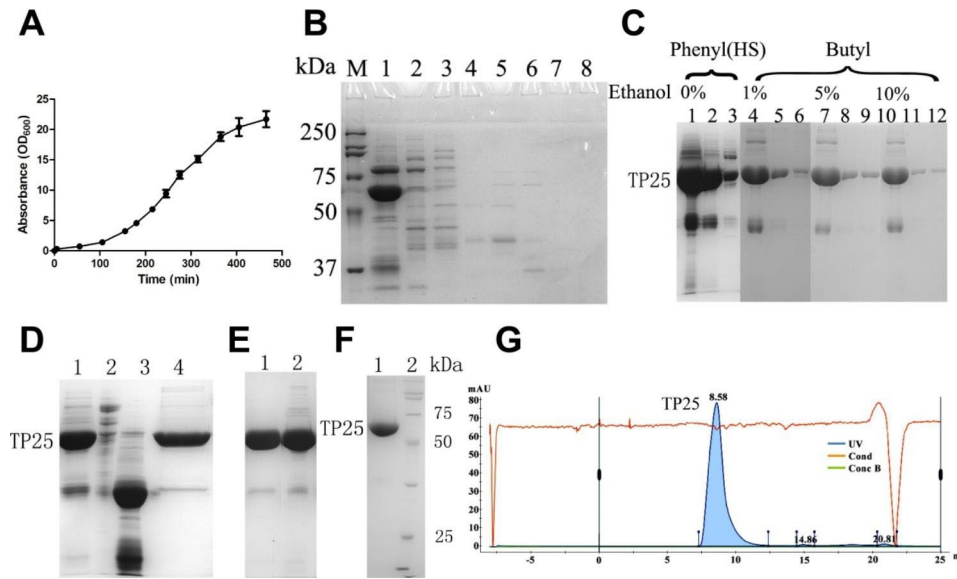 A
Absorbance (OD600)
25
20
15
10
5
0
0 100 200 300 400 500
Time (min)
B
kDa M 1 2 3 4 5 6 7 8
250
75
50
37
C
Phenyl(HS) Butyl
Ethanol 0% 1% 5% 10%
1 2 3 4 5 6 7 8 9 10 11 12
TP25
D
1 2 3 4
TP25
E
1 2
F
1 2 kDa
TP25
75
50
25
G
mAU
80
70
60
50
40
30
20
10
0
TP25
8.58
UV
Cond
Conc B
14.86
20.81
-5 0 5 10 15 20 25